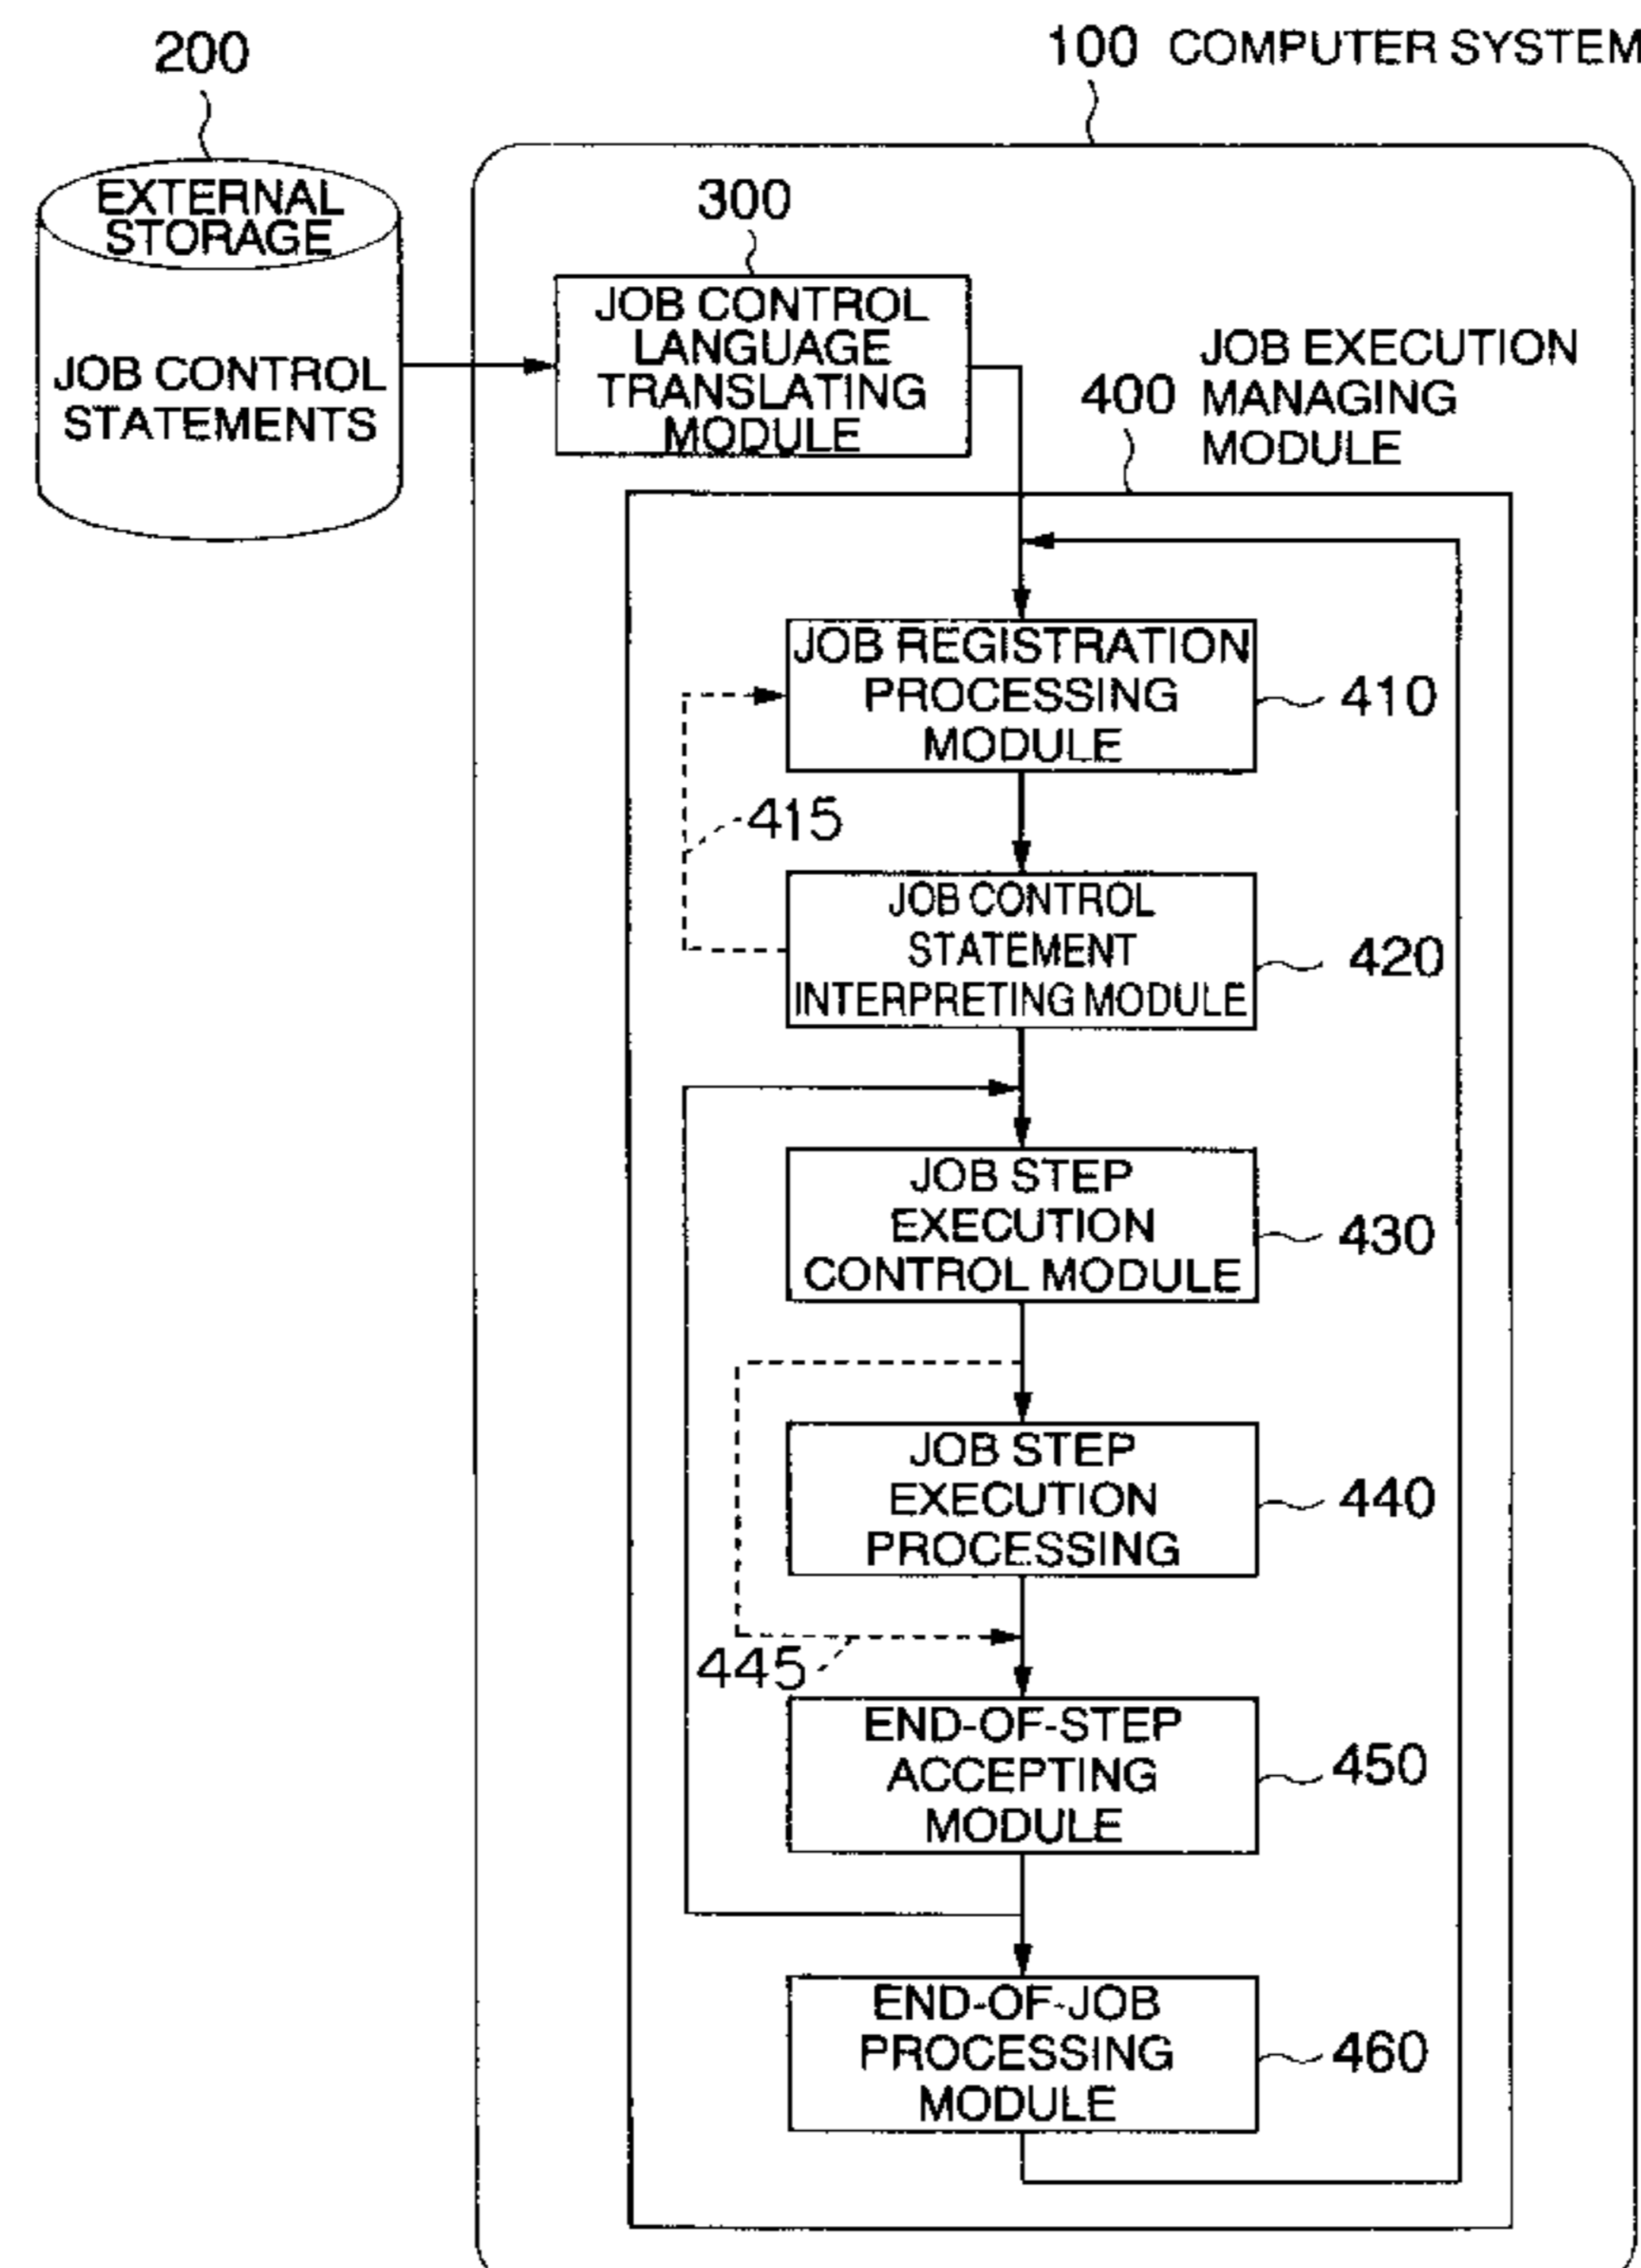 200
100 COMPUTER SYSTEM
EXTERNAL
STORAGE
JOB CONTROL
STATEMENTS
300
JOB CONTROL
LANGUAGE
TRANSLATING
MODULE
JOB EXECUTION
400 MANAGING
MODULE
JOB REGISTRATION
PROCESSING
MODULE
410
415
JOB CONTROL
STATEMENT
INTERPRETING MODULE
420
JOB STEP
EXECUTION
CONTROL MODULE
430
JOB STEP
EXECUTION
PROCESSING
440
445
END-OF-STEP
ACCEPTING
MODULE
450
END-OF-JOB
PROCESSING
MODULE
460